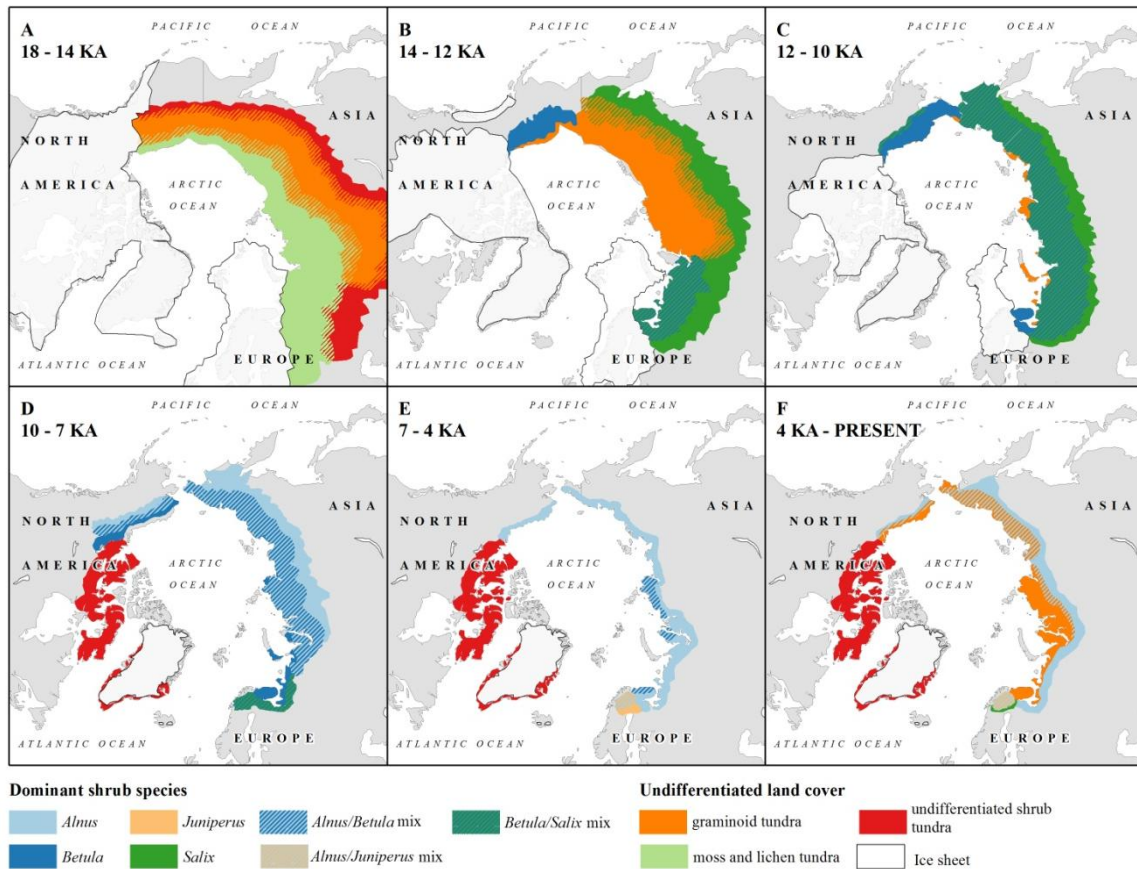 PACIFIC OCEAN
A
18 - 14 KA
NORTH
AMERICA
ASIA
ARCTIC
OCEAN
EUROPE
ATLANTIC OCEAN
PACIFIC OCEAN
B
14 - 12 KA
NORTH
AMERICA
ASIA
ARCTIC
OCEAN
EUROPE
ATLANTIC OCEAN
PACIFIC OCEAN
C
12 - 10 KA
NORTH
AMERICA
ASIA
ARCTIC
OCEAN
EUROPE
ATLANTIC OCEAN
PACIFIC OCEAN
D
10 - 7 KA
NORTH
AMERICA
ASIA
ARCTIC
OCEAN
EUROPE
ATLANTIC OCEAN
PACIFIC OCEAN
E
7 - 4 KA
NORTH
AMERICA
ASIA
ARCTIC
OCEAN
EUROPE
ATLANTIC OCEAN
PACIFIC OCEAN
F
4 KA - PRESENT
NORTH
AMERICA
ASIA
ARCTIC
OCEAN
EUROPE
ATLANTIC OCEAN
Dominant shrub species
Alnus
Juniperus
Alnus/Betula mix
Betula/Salix mix
Betula
Salix
Alnus/Juniperus mix
Undifferentiated land cover
graminoid tundra
undifferentiated shrub
tundra
moss and lichen tundra
Ice sheet